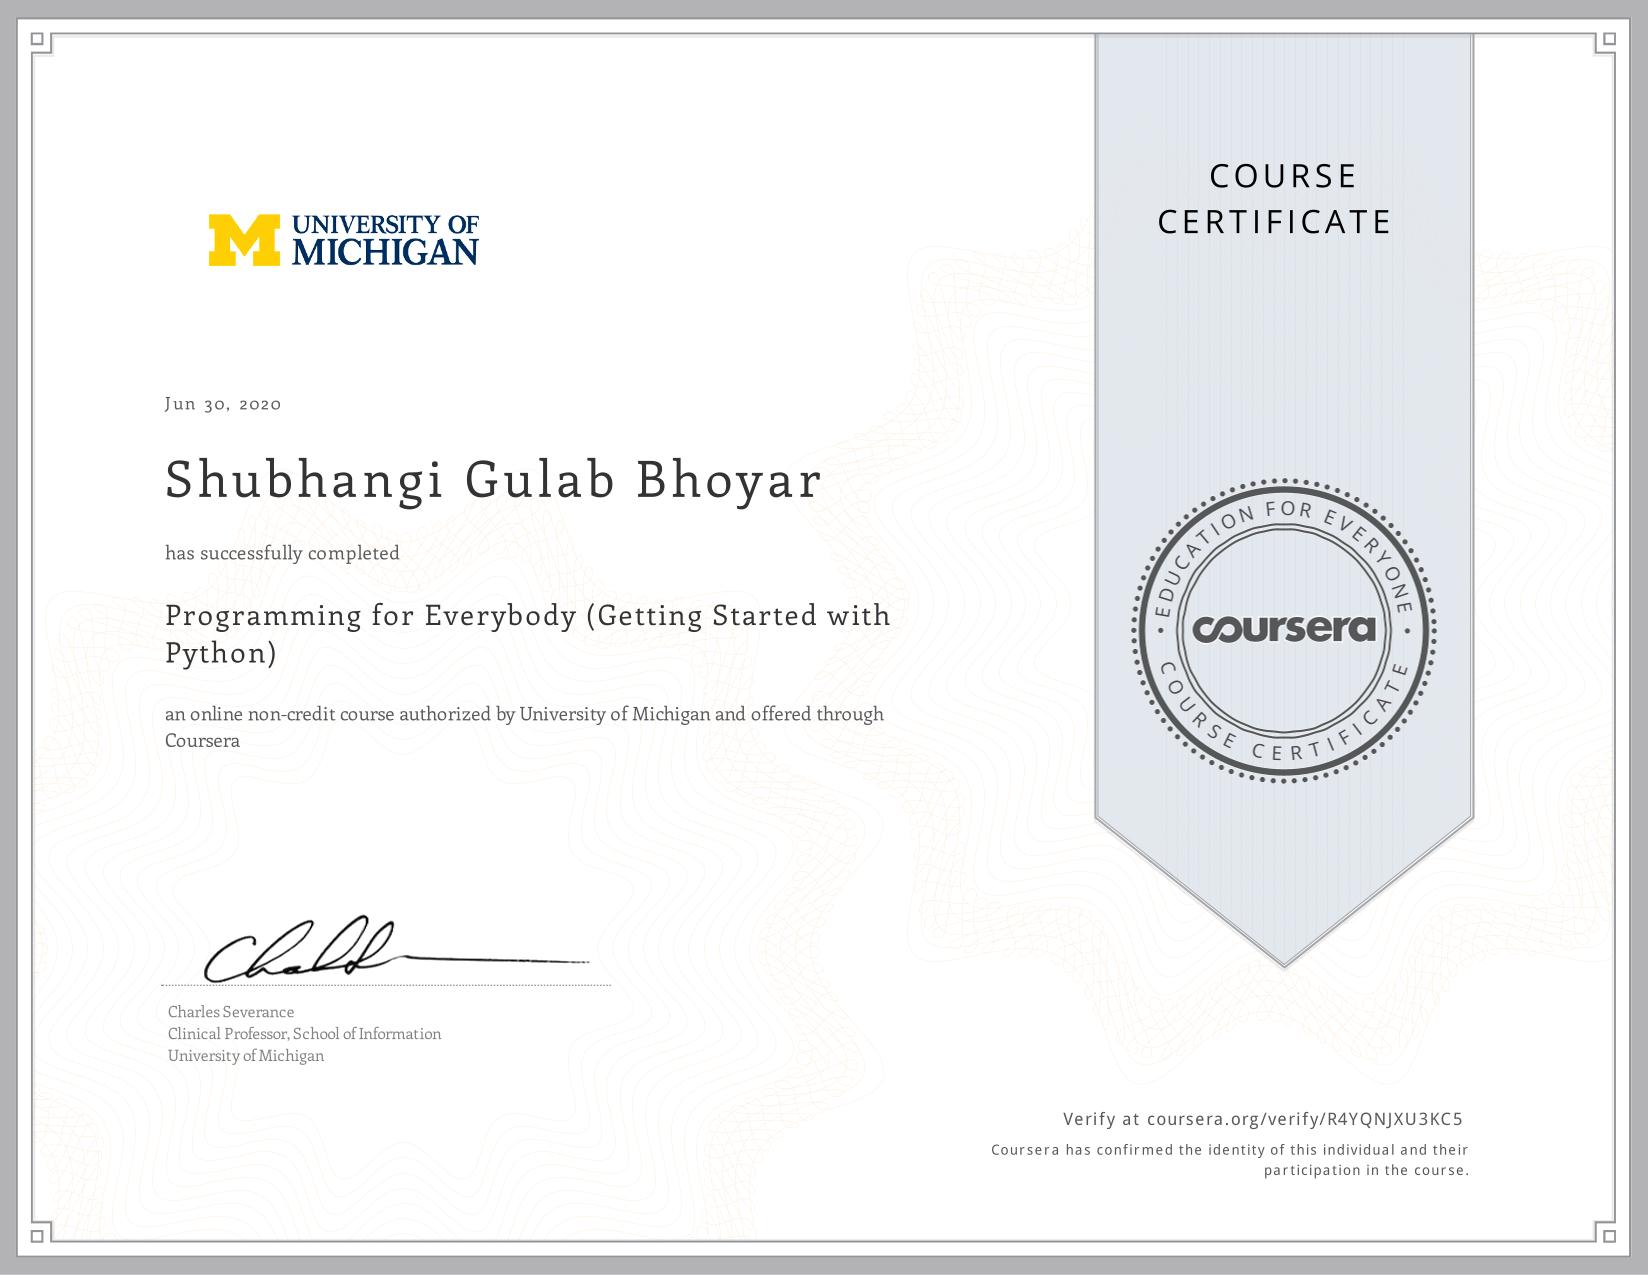 COURSE
CERTIFICATE
UNIVERSITY OF
MICHIGAN
Jun 30, 2020
Shubhangi Gulab Bhoyar
has successfully completed
Programming for Everybody (Getting Started with
Python)
an online non-credit course authorized by University of Michigan and offered through
Coursera
EDUCATION FOR EVERYONE
coursera
COURSE CERTIFICATE
Charles Severance
Clinical Professor, School of Information
University of Michigan
Verify at coursera.org/verify/R4YQNJXU3KC5
Coursera has confirmed the identity of this individual and their
participation in the course.